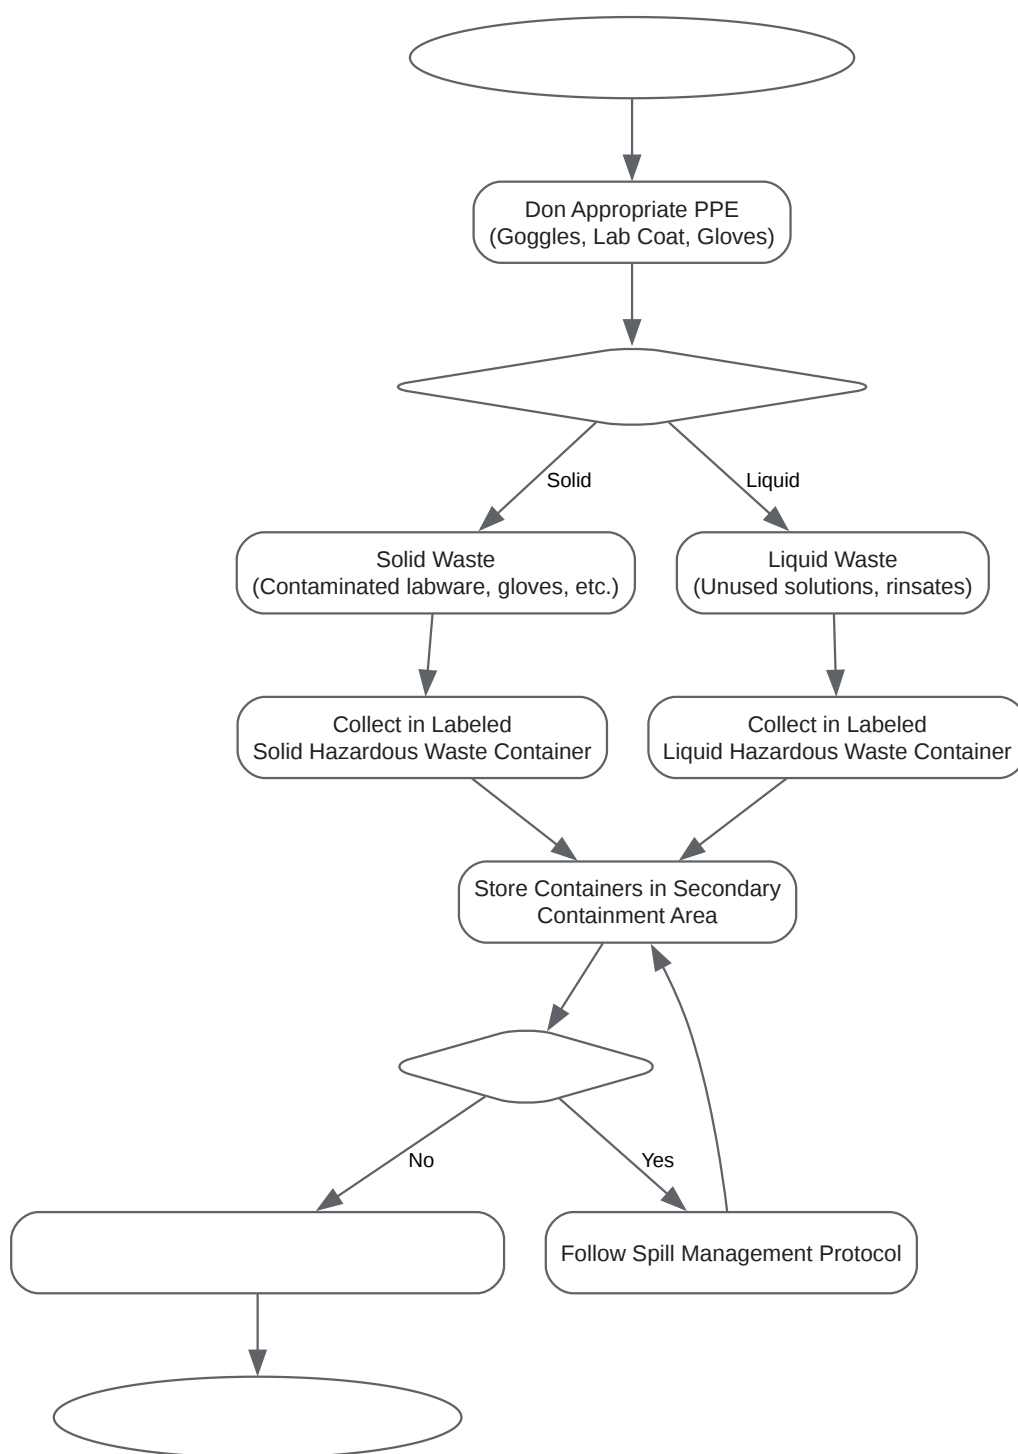 Don Appropriate PPE
(Goggles, Lab Coat, Gloves)
Solid
Liquid
Solid Waste
(Contaminated labware, gloves, etc.)
Liquid Waste
(Unused solutions, rinsates)
Collect in Labeled
Solid Hazardous Waste Container
Collect in Labeled
Liquid Hazardous Waste Container
Store Containers in Secondary
Containment Area
No
Yes
Follow Spill Management Protocol